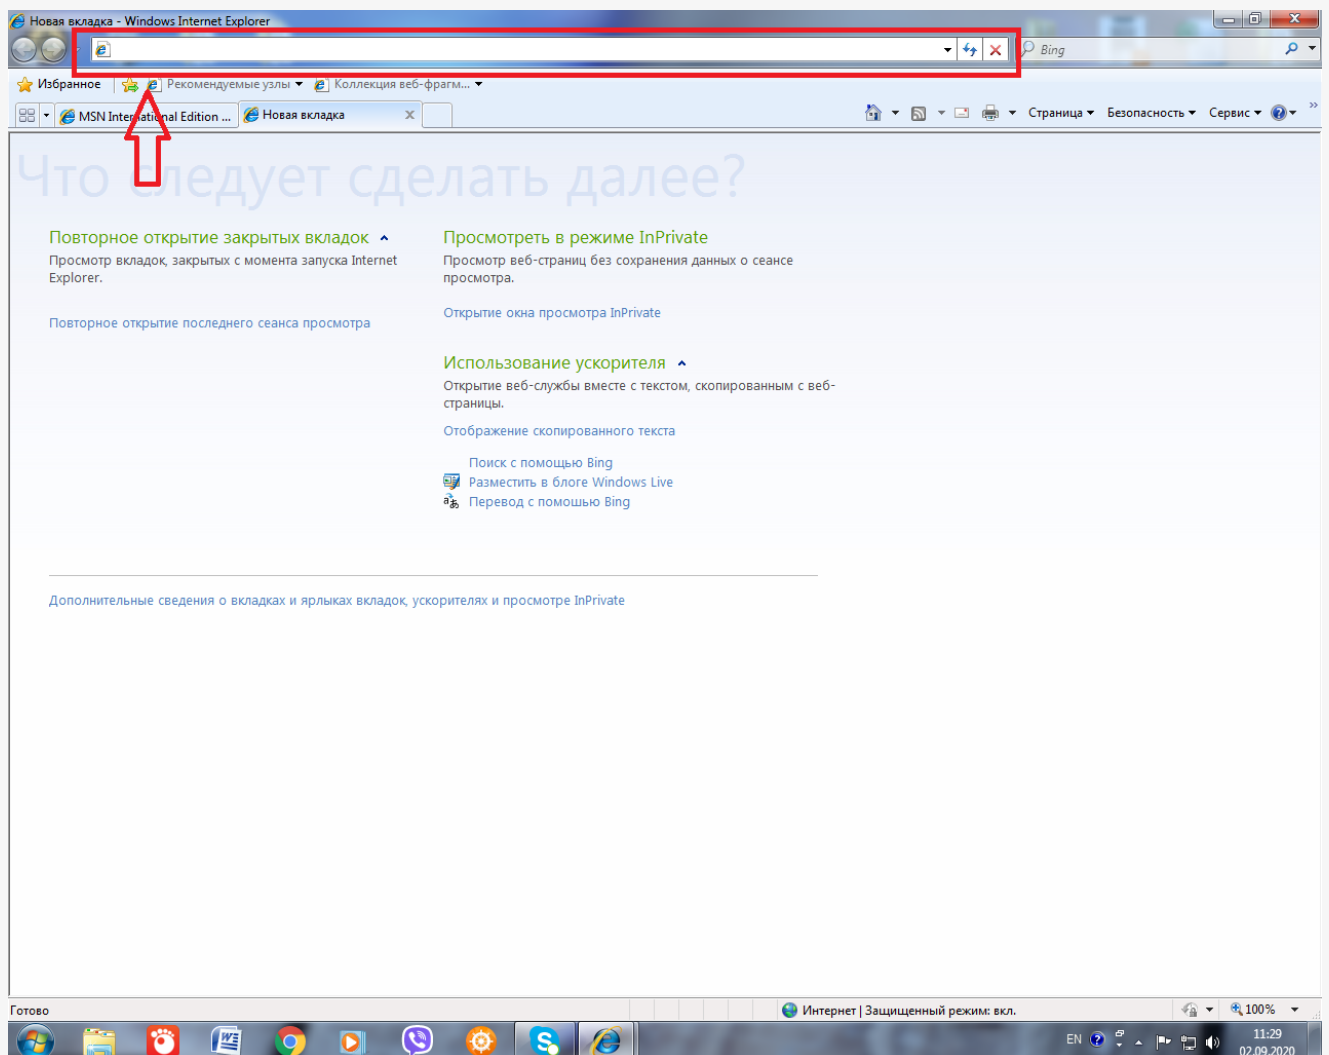 Новая вкладка - Windows Internet Explorer
Bing
Избранное Рекомендуемые узлы Коллекция веб-фрагм...
MSN International Edition ... Новая вкладка x Страница Безопасность Сервис »
Что следует сделать далее?
Повторное открытие закрытых вкладок
Просмотр вкладок, закрытых с момента запуска Internet
Explorer.
Повторное открытие последнего сеанса просмотра
Просмотреть в режиме InPrivate
Просмотр веб-страниц без сохранения данных о сеансе
просмотра.
Открытие окна просмотра InPrivate
Использование ускорителя
Открытие веб-службы вместе с текстом, скопированным с веб-
страницы.
Отображение скопированного текста
Поиск с помощью Bing
Разместить в блоге Windows Live
Перевод с помошью Bing
Дополнительные сведения о вкладках и ярлыках вкладок, ускорителях и просмотре InPrivate
Готово Интернет | Защищенный режим: вкл. 100%
EN 11:29
02.09.2020